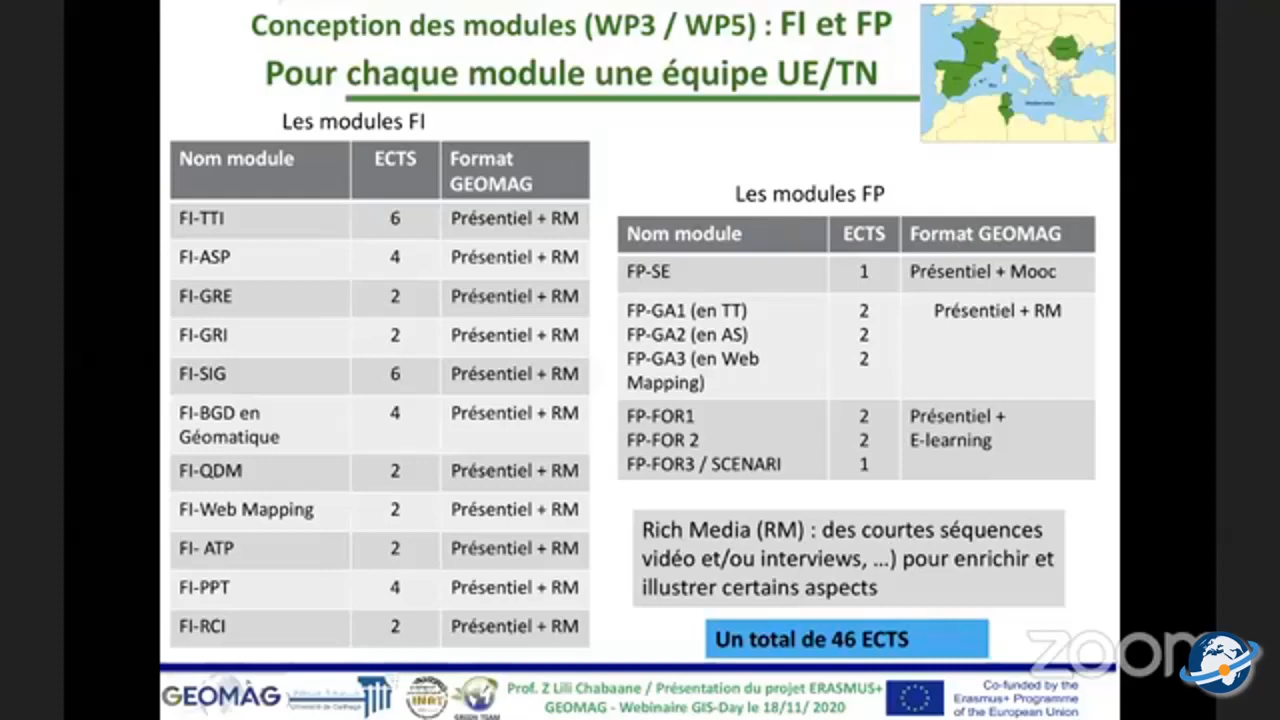 Conception des modules (WP3 / WP5) : FI et FP
Pour chaque module une équipe UE/TN
Les modules FI
Nom module ECTS Format GEOMAG
FI-TTI 6 Présentiel + RM
FI-ASP 4 Présentiel + RM
FI-GRE 2 Présentiel + RM
FI-GRI 2 Présentiel + RM
FI-SIG 6 Présentiel + RM
FI-BGD en Géomatique 4 Présentiel + RM
FI-QDM 2 Présentiel + RM
FI-Web Mapping 2 Présentiel + RM
FI- ATP 2 Présentiel + RM
FI-PPT 4 Présentiel + RM
FI-RCI 2 Présentiel + RM
Les modules FP
Nom module ECTS Format GEOMAG
FP-SE 1 Présentiel + Mooc
FP-GA1 (en TT) 2 Présentiel + RM
FP-GA2 (en AS) 2
FP-GA3 (en Web 2
Mapping)
FP-FOR1 2 Présentiel +
FP-FOR 2 2 E-learning
FP-FOR3 / SCENARI 1
Rich Media (RM) : des courtes séquences
vidéo et/ou interviews, ...) pour enrichir et
illustrer certains aspects
Un total de 46 ECTS
zoom
GEOMAG
INAT
GREEN TEAM
Prof. Z Lili Chabaane / Présentation du projet ERASMUS+
GEOMAG - Webinaire GIS-Day le 18/11/ 2020
Co-funded by the
Erasmus+ Programme
of the European Union